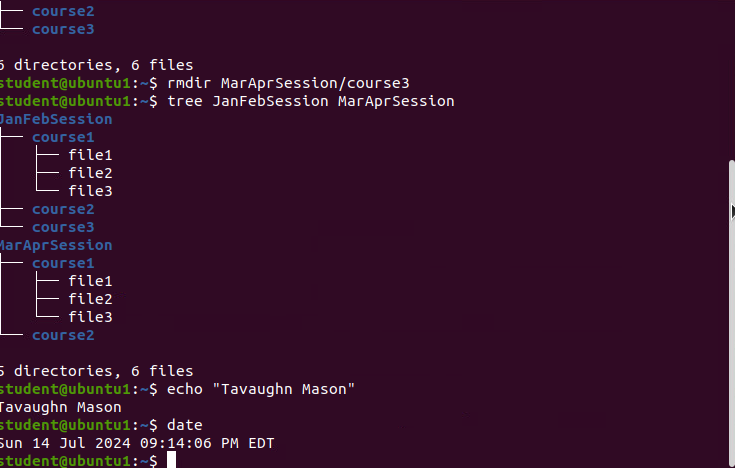 ├── course2
└── course3
6 directories, 6 files
student@ubuntu1:~$ rmdir MarAprSession/course3
student@ubuntu1:~$ tree JanFebSession MarAprSession
JanFebSession
├── course1
│   ├── file1
│   ├── file2
│   └── file3
├── course2
└── course3
MarAprSession
├── course1
│   ├── file1
│   ├── file2
│   └── file3
└── course2
5 directories, 6 files
student@ubuntu1:~$ echo "Tavaughn Mason"
Tavaughn Mason
student@ubuntu1:~$ date
Sun 14 Jul 2024 09:14:06 PM EDT
student@ubuntu1:~$